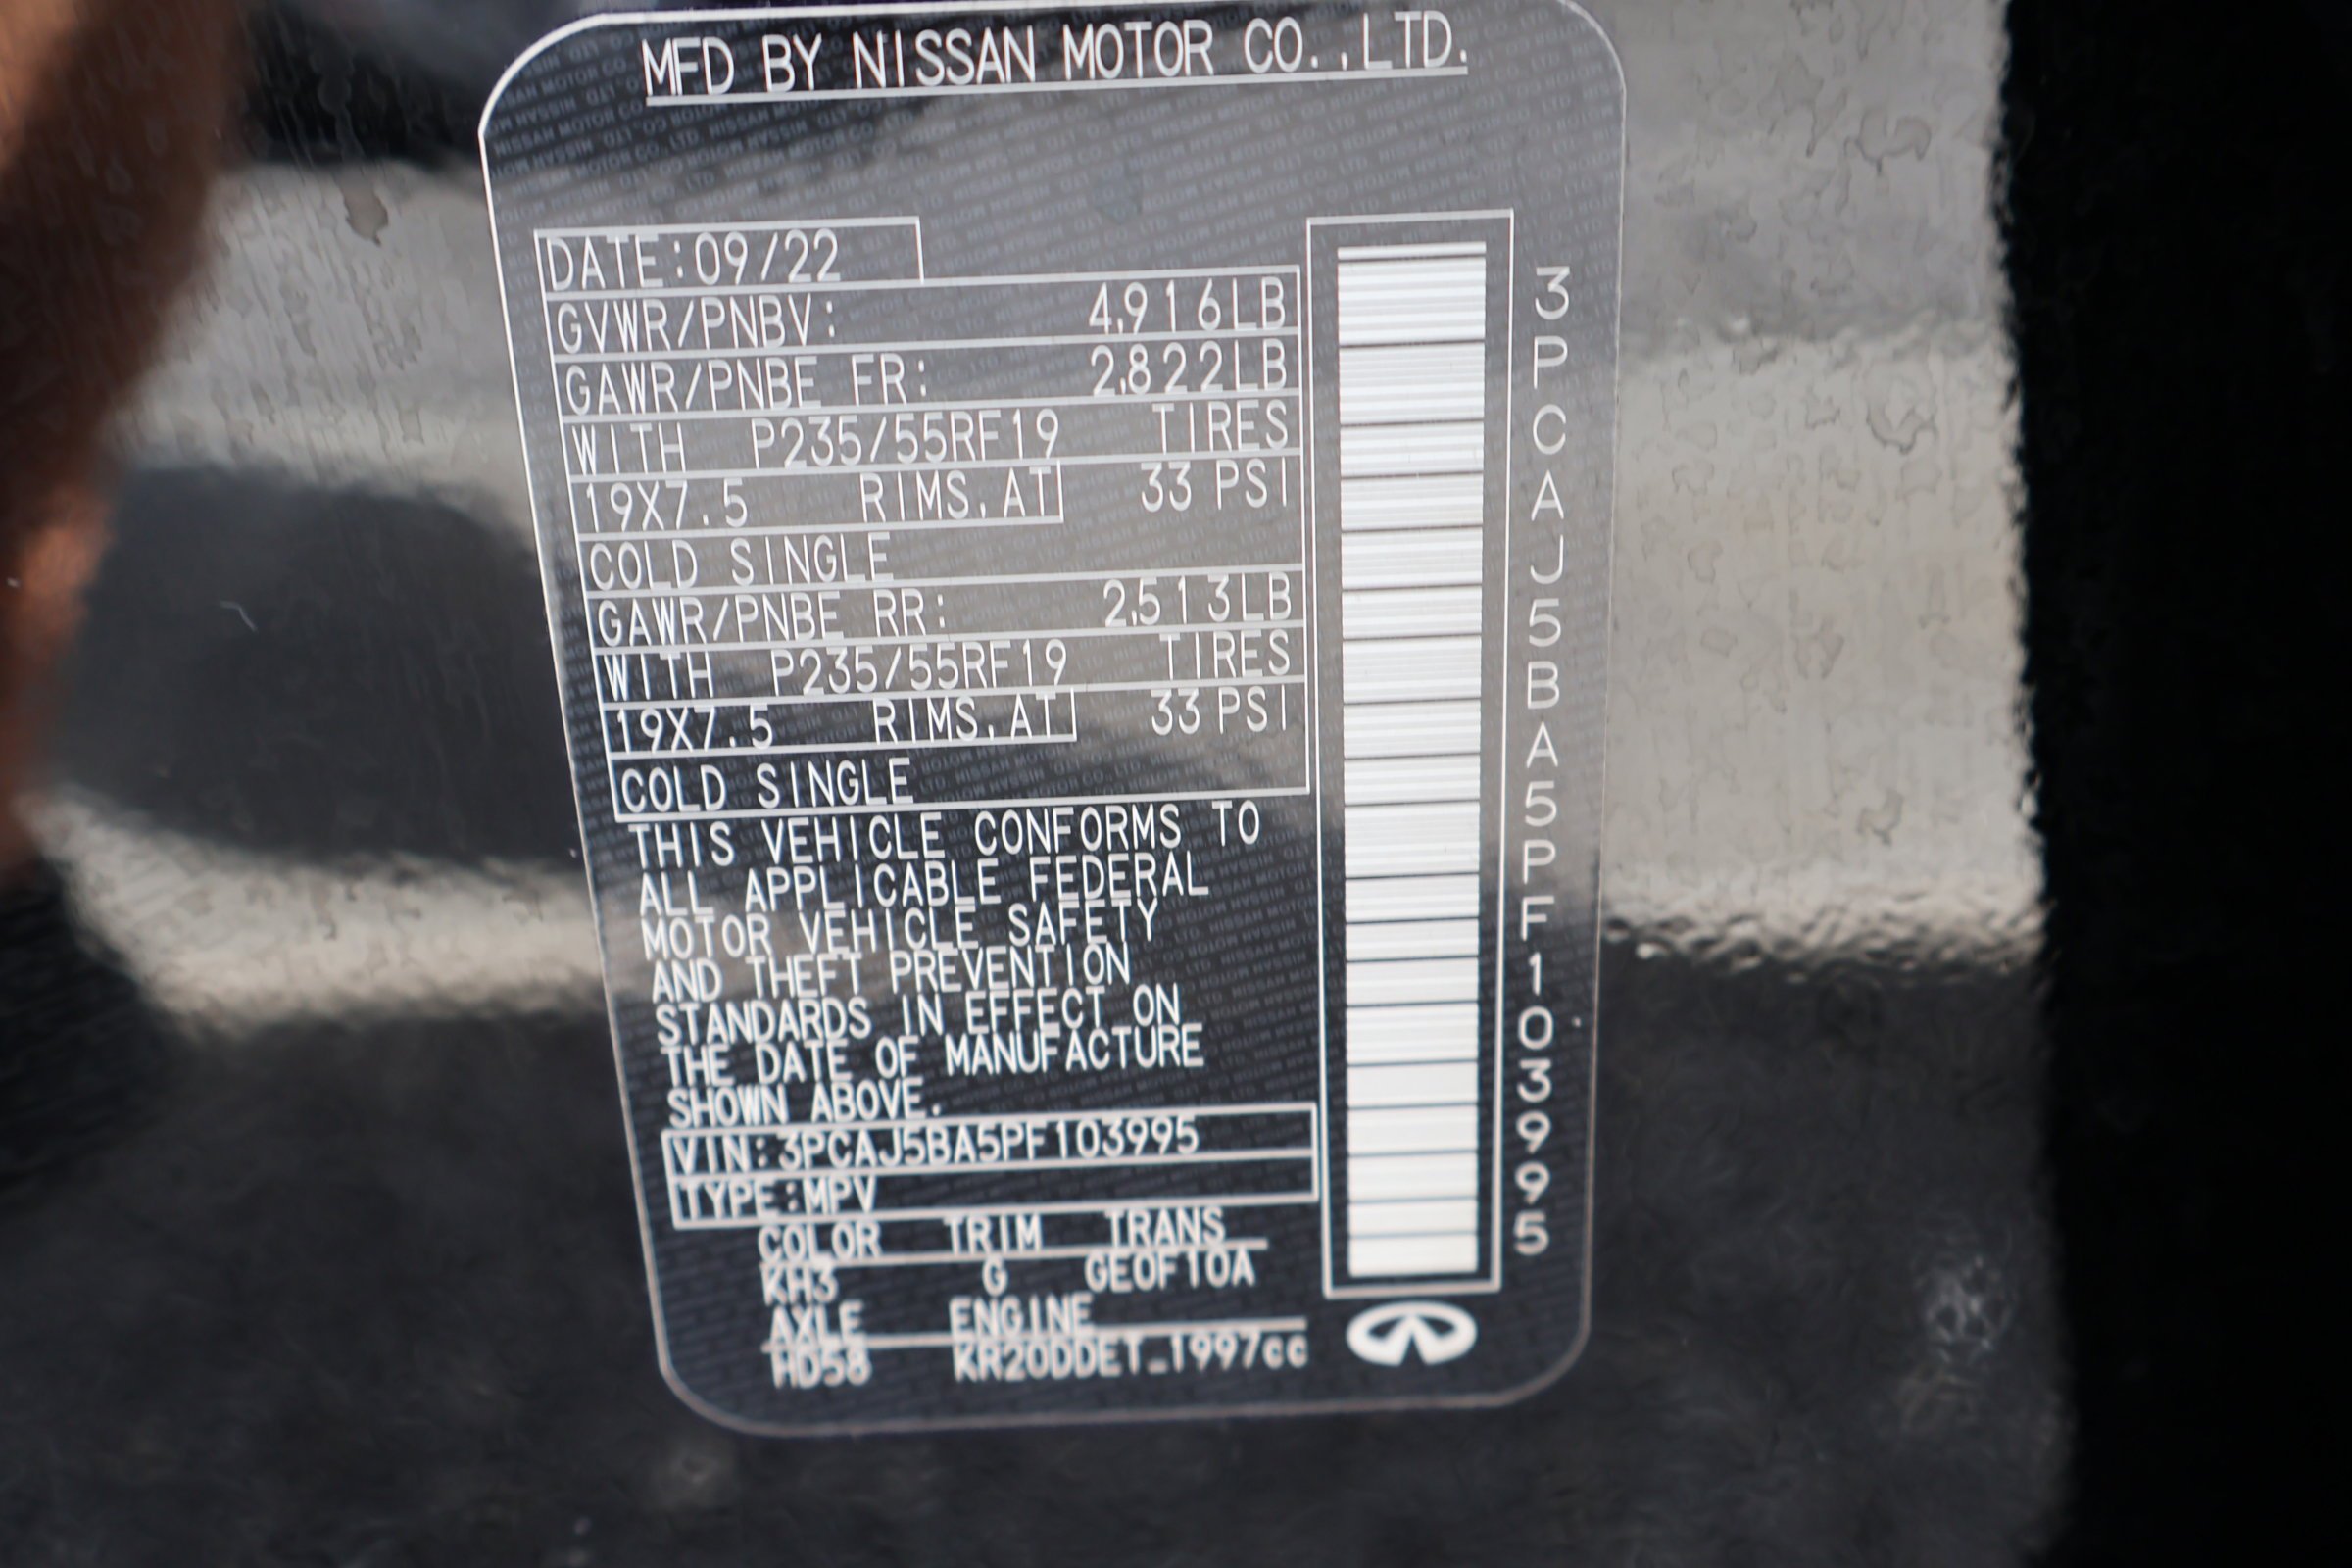 MFD BY NISSAN MOTOR CO.,LTD.
DATE:09/22
GVWR/PNBV: 4,916LB
GAWR/PNBE FR: 2,822LB
WITH P235/55RF19 TIRES
19X7.5 RIMS,AT 33 PSI
COLD SINGLE
GAWR/PNBE RR: 2,513LB
WITH P235/55RF19 TIRES
19X7.5 RIMS,AT 33 PSI
COLD SINGLE
THIS VEHICLE CONFORMS TO
ALL APPLICABLE FEDERAL
MOTOR VEHICLE SAFETY
AND THEFT PREVENTION
STANDARDS IN EFFECT ON
THE DATE OF MANUFACTURE
SHOWN ABOVE.
VIN:3PCAJ5BA5PF103995
TYPE:MPV
COLOR TRIM TRANS
KH3 G GE0F10A
AXLE ENGINE
HD58 KR20DDET_1997cc
3PCAJ5BA5PF103995